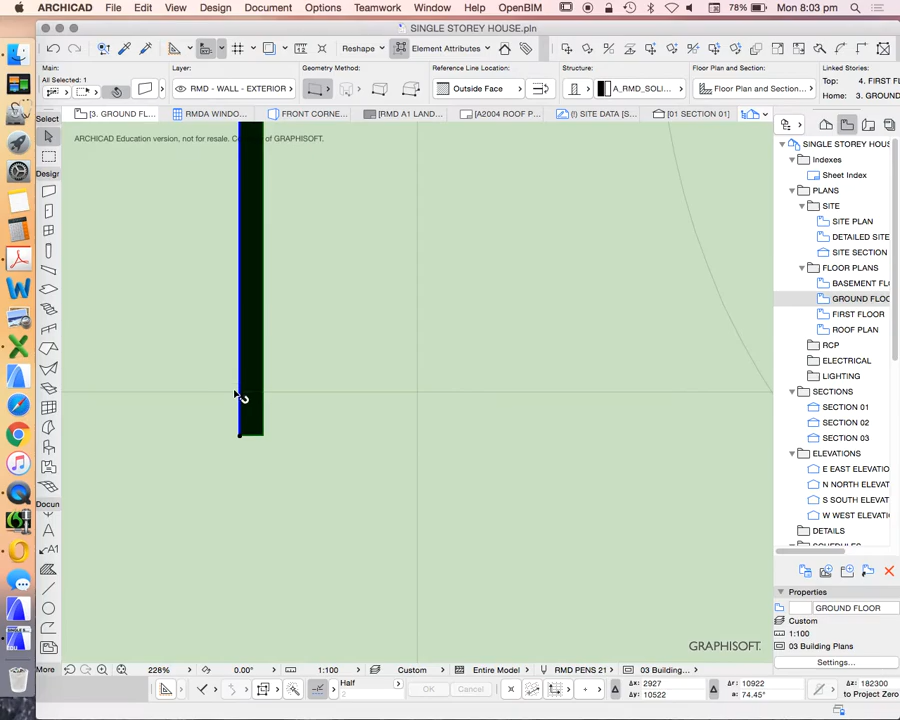 ARCHICAD File Edit View Design Document Options Teamwork Window OpenBIM Help 78% Mon 8:03 pm
SINGLE STOREY HOUSE.pln
Reshape Element Attributes
Main: Layer: Geometry Method: Reference Line Location: Structure: Floor Plan and Section: Linked Stories:
All Selected: 1 RMD - WALL - EXTERIOR Outside Face A_RMD_SOLI... Floor Plan and Section... Top: 4. FIRST FL
Home: 3. GROUND
Select [3. GROUND FL... RMDA WINDO... FRONT CORNE... [RMD A1 LAND... [A2004 ROOF P... (!) SITE DATA [S... [01 SECTION 01]
ARCHICAD Education version, not for resale. C of GRAPHISOFT.
Design
Docun
More
A1
SINGLE STOREY HOUS
Indexes
Sheet Index
PLANS
SITE
SITE PLAN
DETAILED SITE
SITE SECTION
FLOOR PLANS
BASEMENT FL
GROUND FLOO
FIRST FLOOR
ROOF PLAN
RCP
ELECTRICAL
LIGHTING
SECTIONS
SECTION 01
SECTION 02
SECTION 03
ELEVATIONS
E EAST ELEVATIO
N NORTH ELEVAT
S SOUTH ELEVAT
W WEST ELEVATI
DETAILS
Properties
GROUND FLOOR
Custom
1:100
03 Building Plans
Settings...
GRAPHISOFT.
228% 0.00° 1:100 Custom Entire Model RMD PENS 21 03 Building...
Half
2
OK Cancel
Δx: 2927
Δy: 10522
Δr: 10922
a: 74.45°
Δz: 182300
to Project Zero